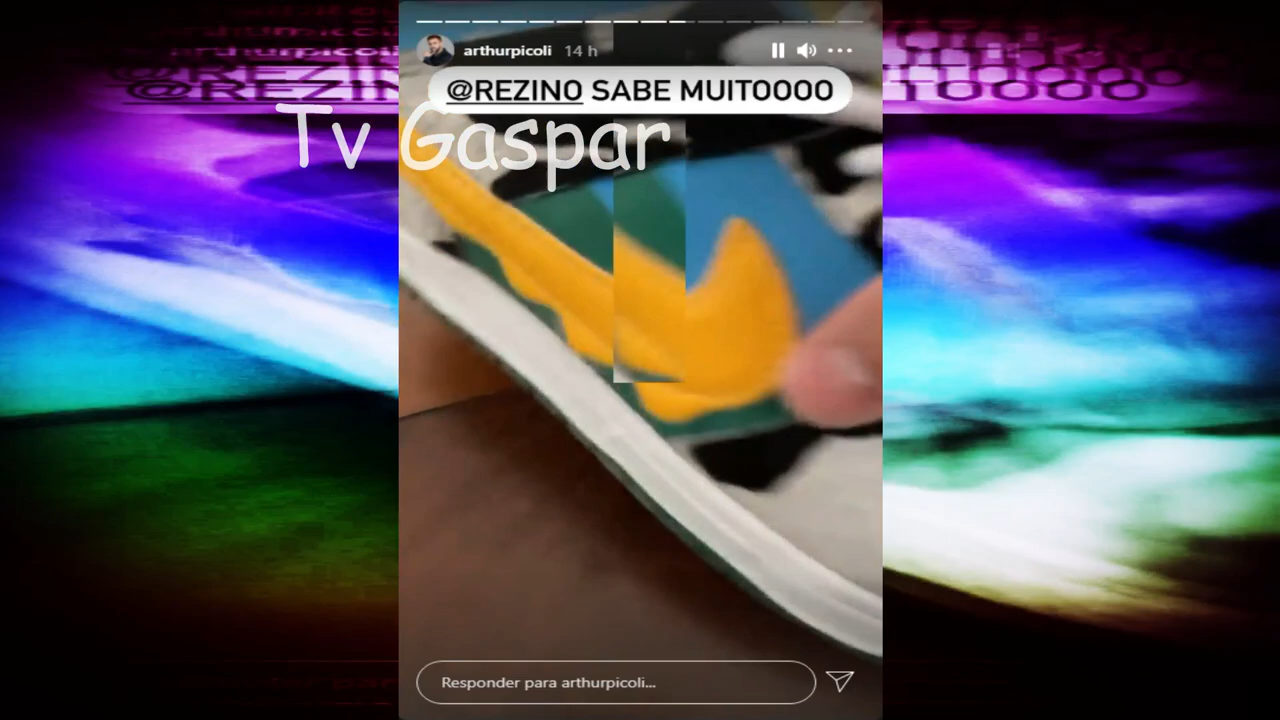 arthurpicoli 14 h
@REZINO SABE MUITOOOO
Tv Gaspar
Responder para arthurpicoli...